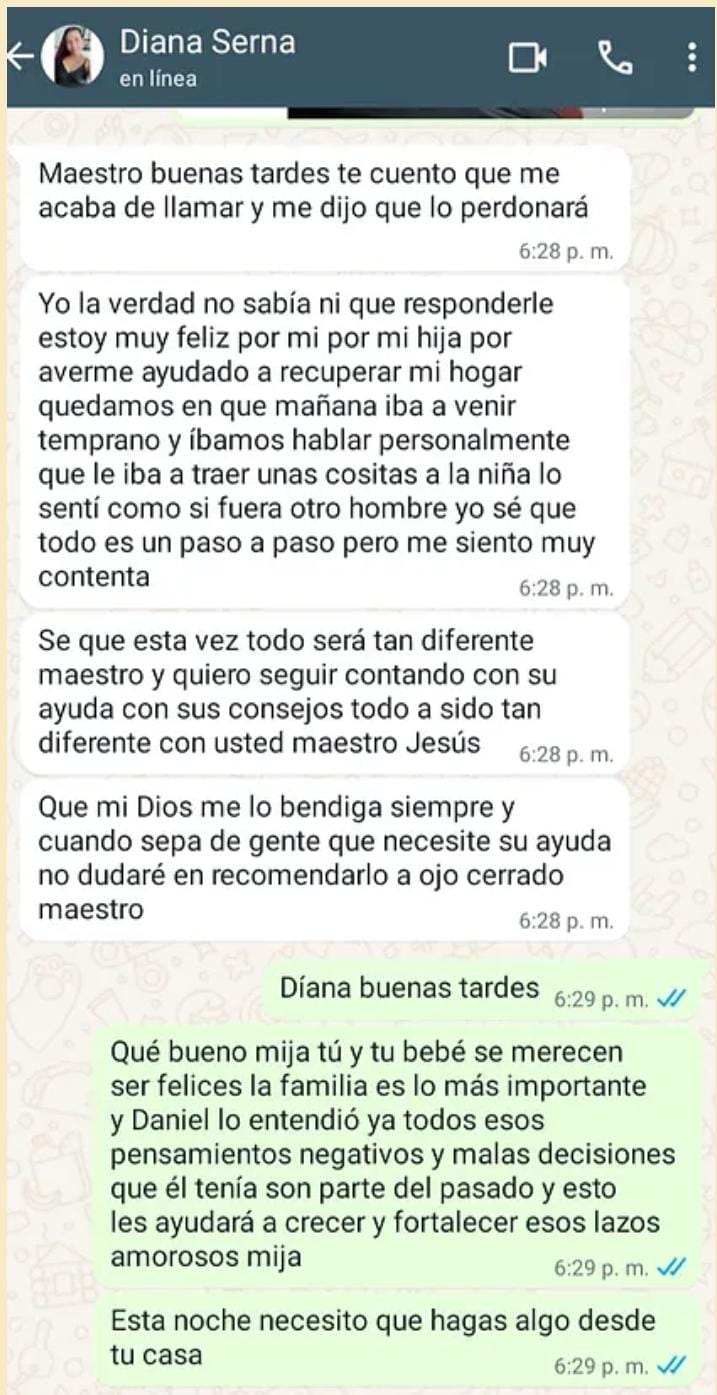 Diana Serna
en línea
Maestro buenas tardes te cuento que me
acaba de llamar y me dijo que lo perdonará
6:28 p. m.
Yo la verdad no sabía ni que responderle
estoy muy feliz por mi por mi hija por
averme ayudado a recuperar mi hogar
quedamos en que mañana iba a venir
temprano y íbamos hablar personalmente
que le iba a traer unas cositas a la niña lo
sentí como si fuera otro hombre yo sé que
todo es un paso a paso pero me siento muy
contenta
6:28 p. m.
Se que esta vez todo será tan diferente
maestro y quiero seguir contando con su
ayuda con sus consejos todo a sido tan
diferente con usted maestro Jesús 6:28 p. m.
Que mi Dios me lo bendiga siempre y
cuando sepa de gente que necesite su ayuda
no dudaré en recomendarlo a ojo cerrado
maestro
6:28 p. m.
Díana buenas tardes 6:29 p. m.
Qué bueno mija tú y tu bebé se merecen
ser felices la familia es lo más importante
y Daniel lo entendió ya todos esos
pensamientos negativos y malas decisiones
que él tenía son parte del pasado y esto
les ayudará a crecer y fortalecer esos lazos
amorosos mija
6:29 p. m.
Esta noche necesito que hagas algo desde
tu casa
6:29 p. m.